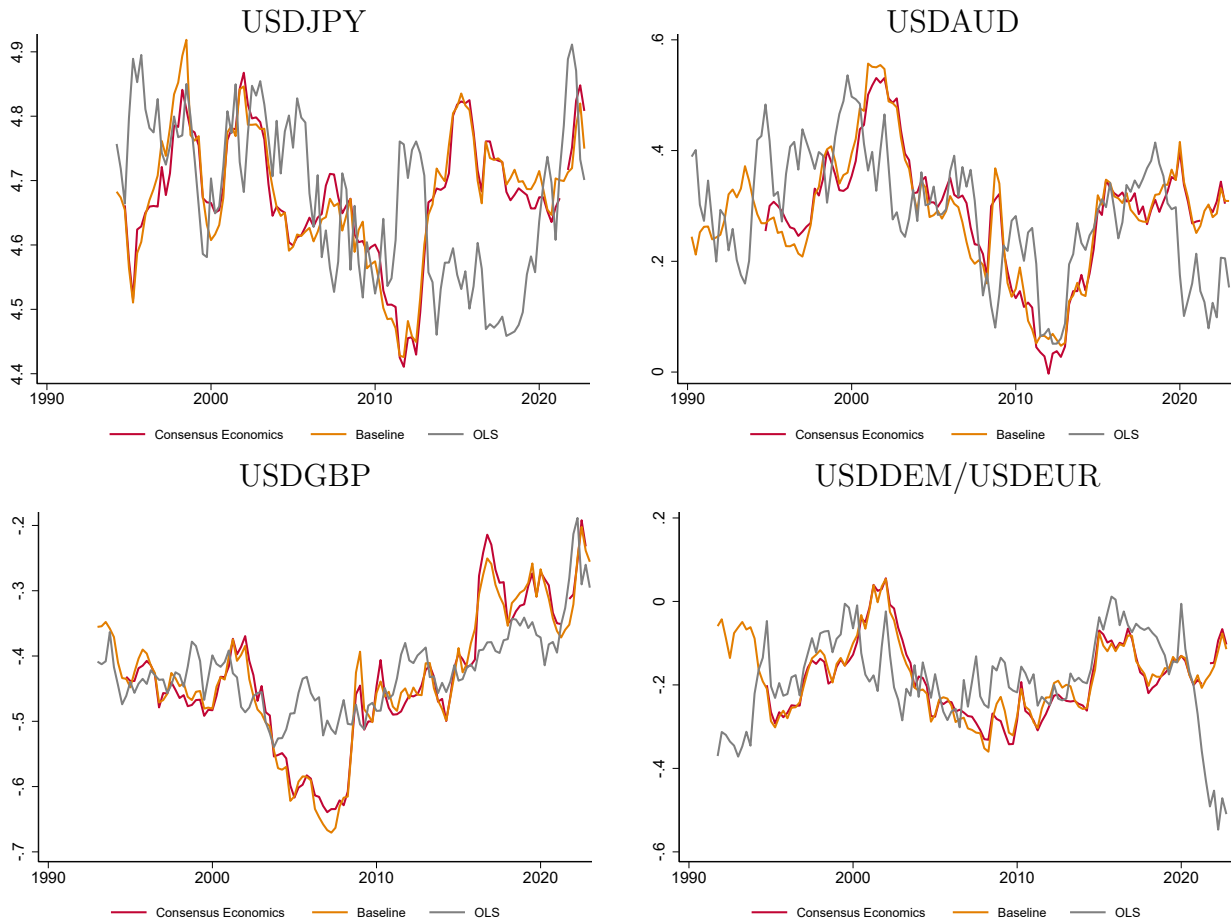 USDJPY
4.9
4.8
4.7
4.6
4.5
4.4
1990 2000 2010 2020
Consensus Economics Baseline OLS
USDAUD
.6
.4
.2
0
1990 2000 2010 2020
Consensus Economics Baseline OLS
USDGBP
-.2
-.3
-.4
-.5
-.6
-.7
1990 2000 2010 2020
Consensus Economics Baseline OLS
USDDEM/USDEUR
.2
0
-.2
-.4
-.6
1990 2000 2010 2020
Consensus Economics Baseline OLS